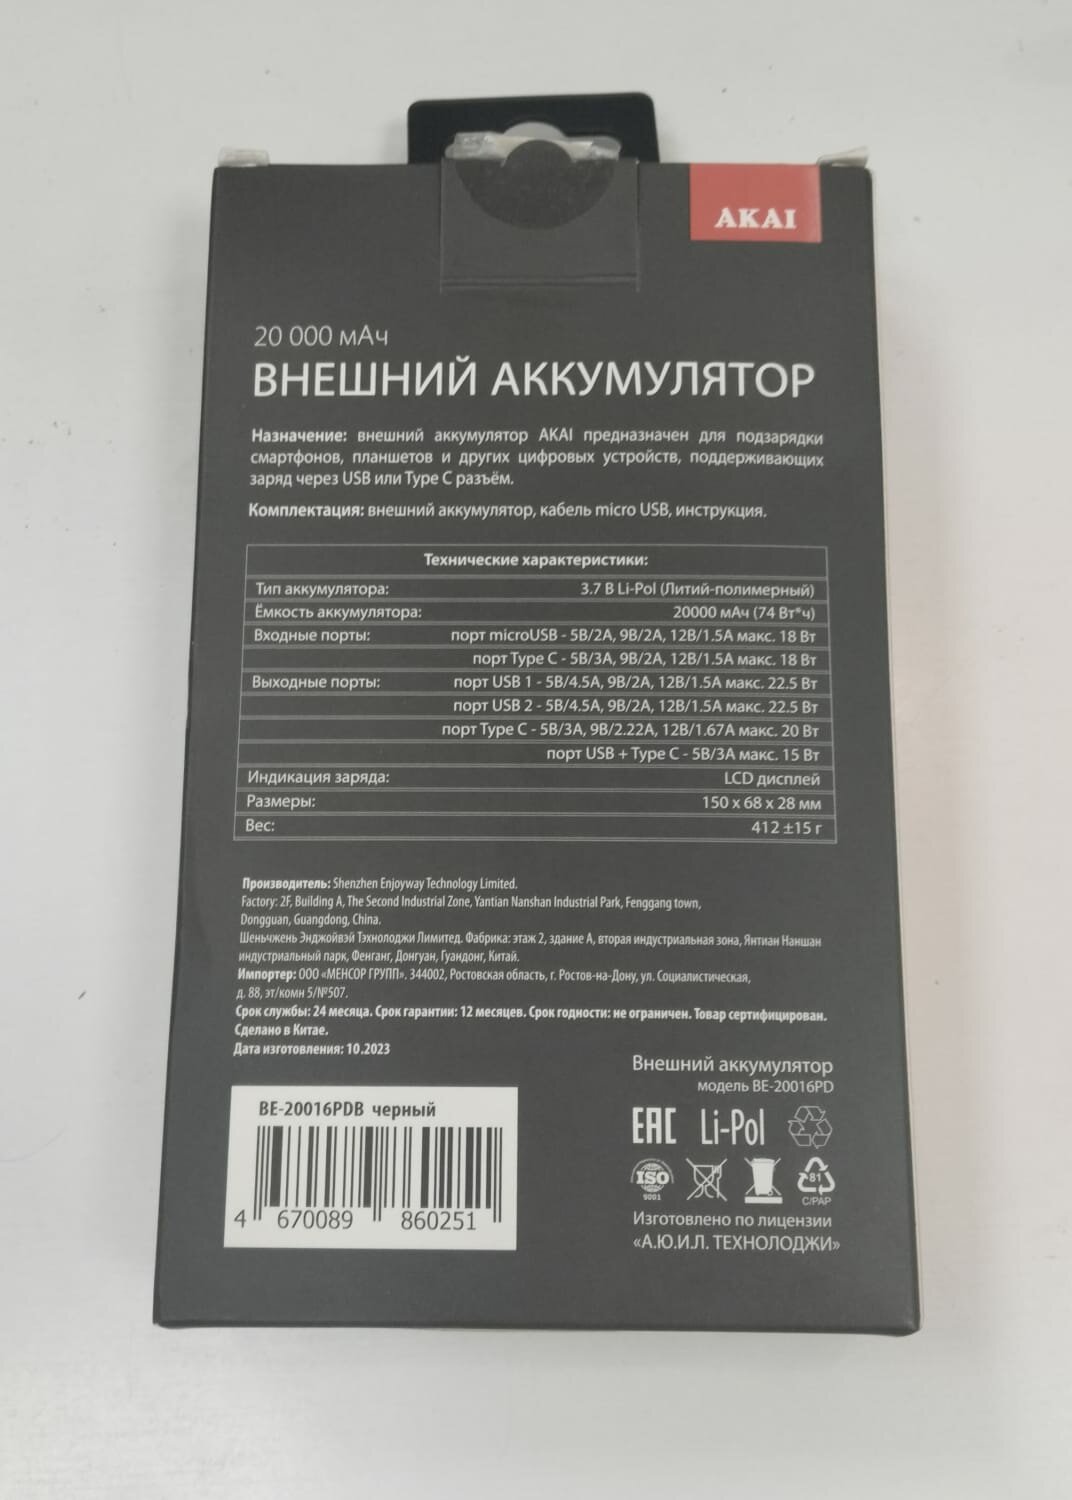 AKAI
20 000 мАч
ВНЕШНИЙ АККУМУЛЯТОР
Назначение: внешний аккумулятор AKAI предназначен для подзарядки
смартфонов, планшетов и других цифровых устройств, поддерживающих
заряд через USB или Type C разъём.
Комплектация: внешний аккумулятор, кабель micro USB, инструкция.
Технические характеристики:
Тип аккумулятора: 3.7 В Li-Pol (Литий-полимерный)
Ёмкость аккумулятора: 20000 мАч (74 Вт*ч)
Входные порты: порт microUSB - 5В/2А, 9В/2А, 12В/1.5А макс. 18 Вт
порт Type C - 5В/3А, 9В/2А, 12В/1.5А макс. 18 Вт
Выходные порты: порт USB 1 - 5В/4.5А, 9В/2А, 12В/1.5А макс. 22.5 Вт
порт USB 2 - 5В/4.5А, 9В/2А, 12В/1.5А макс. 22.5 Вт
порт Type C - 5В/3А, 9В/2.22А, 12В/1.67А макс. 20 Вт
порт USB + Type C - 5В/3А макс. 15 Вт
Индикация заряда: LCD дисплей
Размеры: 150 x 68 x 28 мм
Вес: 412 ±15 г
Производитель: Shenzhen Enjoyway Technology Limited.
Factory: 2F, Building A, The Second Industrial Zone, Yantian Nanshan Industrial Park, Fenggang town,
Dongguan, Guangdong, China.
Шеньчжень Энджойвэй Тэхнолоджи Лимитед. Фабрика: этаж 2, здание А, вторая индустриальная зона, Янтиан Наншан
индустриальный парк, Фенганг, Донгуан, Гуандонг, Китай.
Импортер: ООО «МЕНСОР ГРУПП». 344002, Ростовская область, г. Ростов-на-Дону, ул. Социалистическая,
д. 88, эт/комн 5/№507.
Срок службы: 24 месяца. Срок гарантии: 12 месяцев. Срок годности: не ограничен. Товар сертифицирован.
Сделано в Китае.
Дата изготовления: 10.2023
Внешний аккумулятор
модель BE-20016PD
BE-20016PDB черный
4 670089 860251
EAC Li-Pol
ISO
9001
81
C/PAP
Изготовлено по лицензии
«А.Ю.И.Л. ТЕХНОЛОДЖИ»